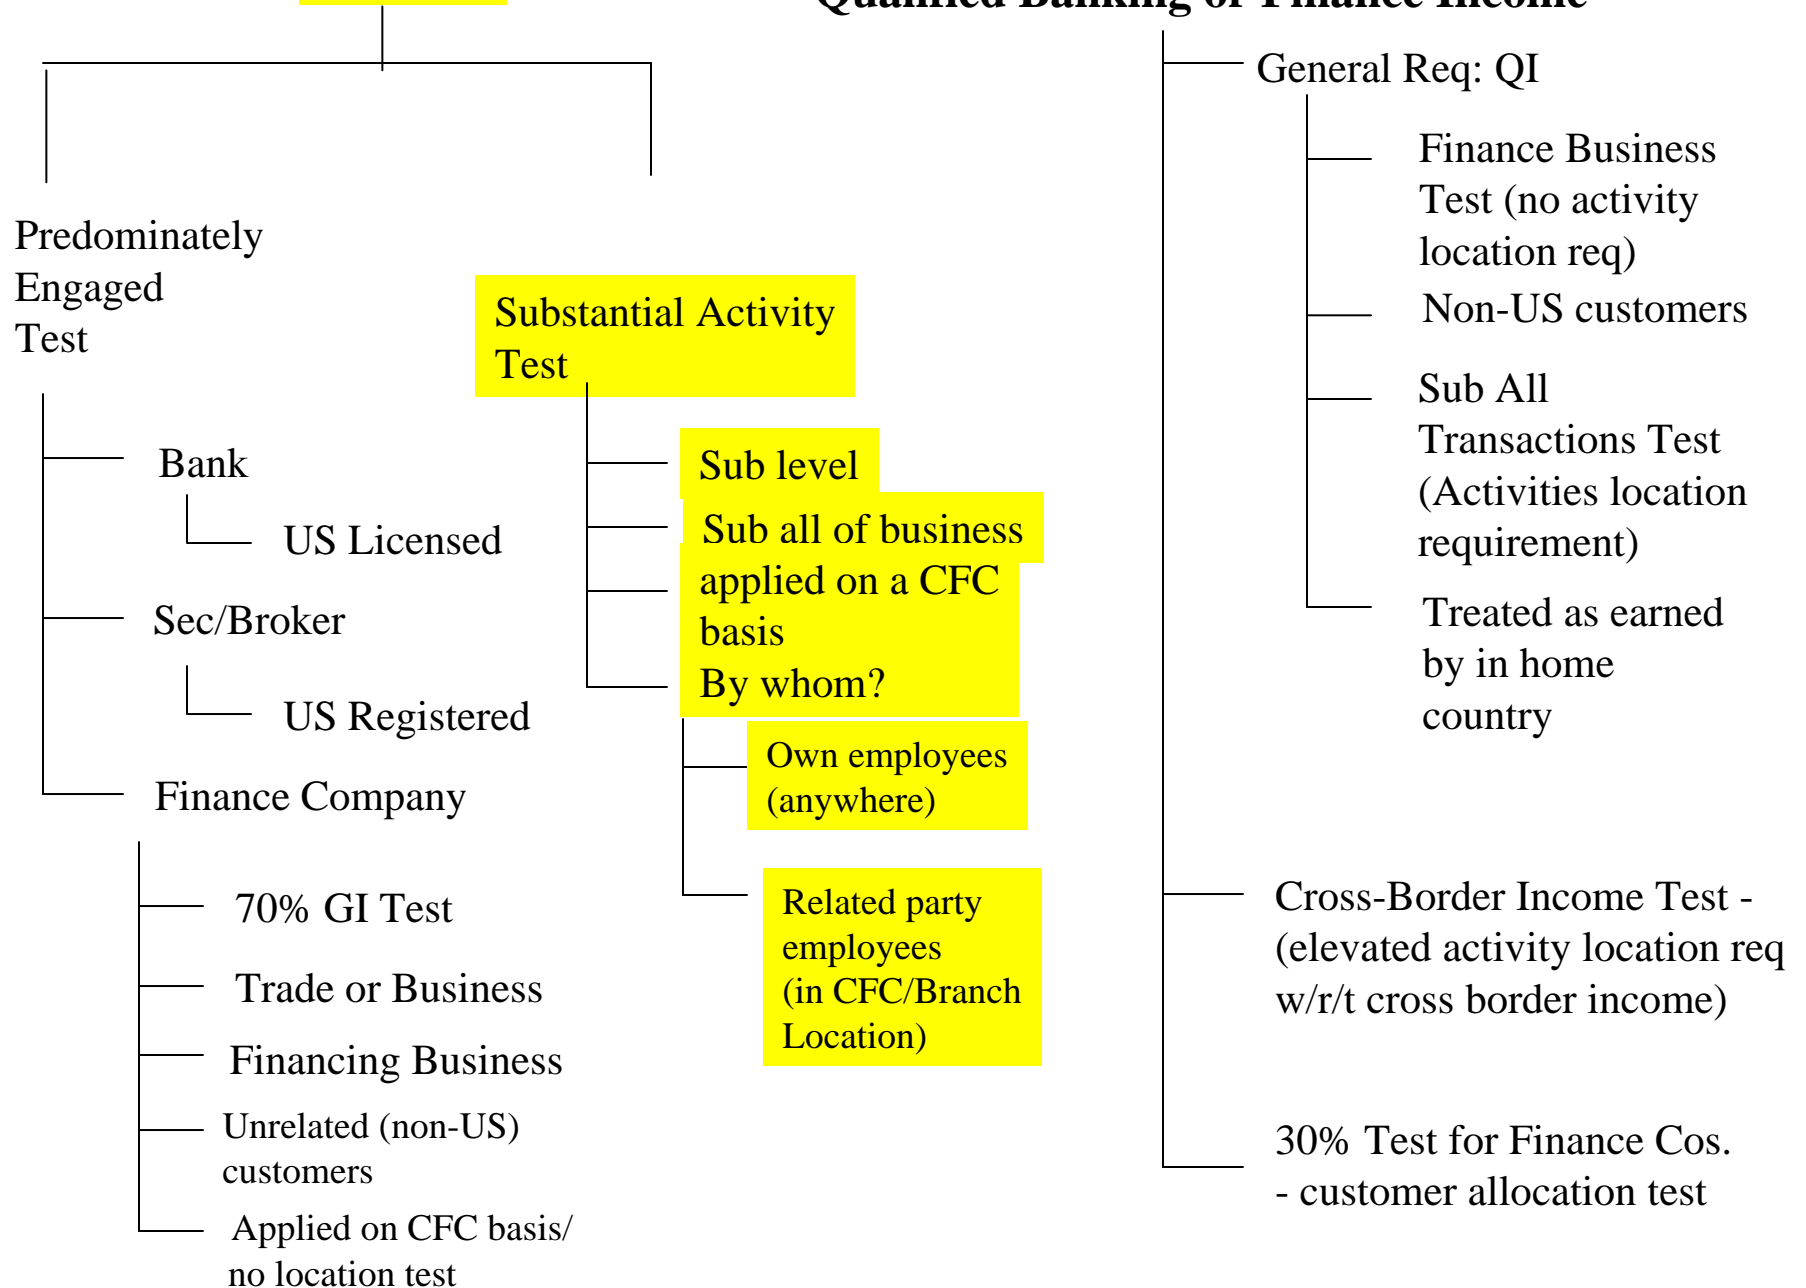 Qualified Banking or Finance Income
General Req: QI
Finance Business
Test (no activity
location req)
Non-US customers
Sub All
Transactions Test
(Activities location
requirement)
Treated as earned
by in home
country
Cross-Border Income Test -
(elevated activity location req
w/r/t cross border income)
30% Test for Finance Cos.
- customer allocation test
Predominately
Engaged
Test
Bank
US Licensed
Sec/Broker
US Registered
Finance Company
70% GI Test
Trade or Business
Financing Business
Unrelated (non-US)
customers
Applied on CFC basis/
no location test
Substantial Activity
Test
Sub level
Sub all of business
applied on a CFC
basis
By whom?
Own employees
(anywhere)
Related party
employees
(in CFC/Branch
Location)